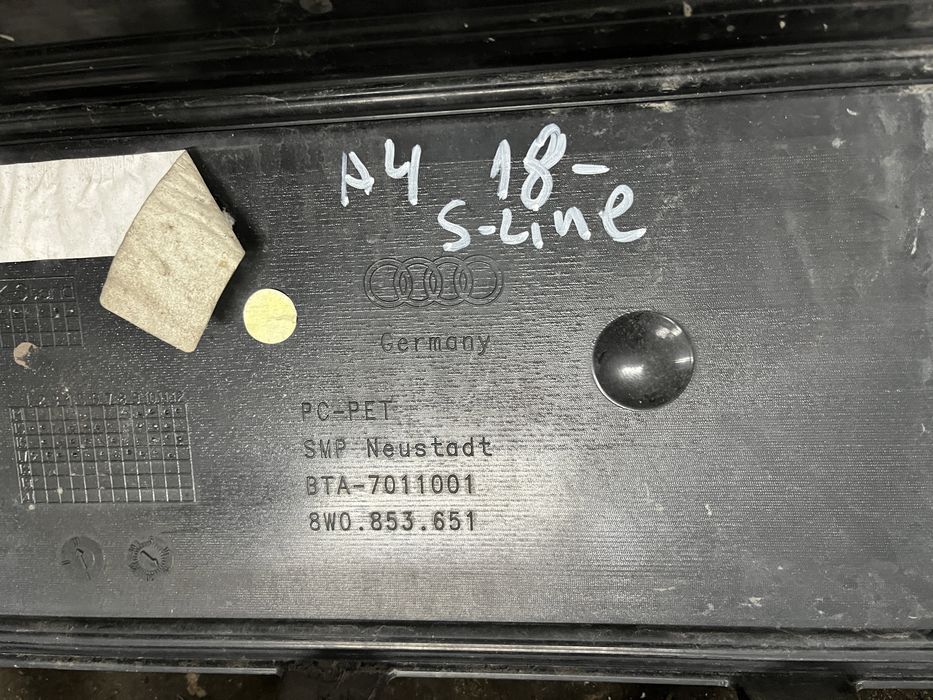 A4 18-
S-Line
Germany
PC-PET
SMP Neustadt
BTA-7011001
8W0.853.651